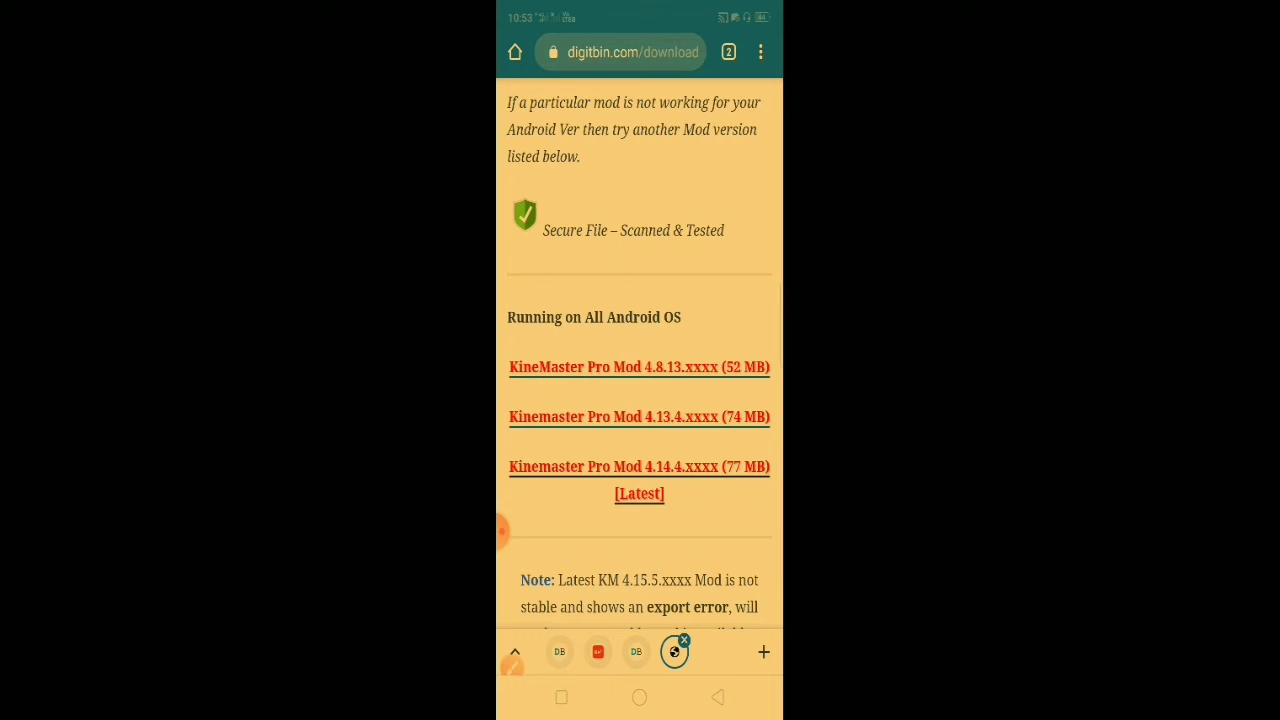 10:53
digitbin.com/download
2
If a particular mod is not working for your
Android Ver then try another Mod version
listed below.
Secure File – Scanned & Tested
Running on All Android OS
KineMaster Pro Mod 4.8.13.xxxx (52 MB)
Kinemaster Pro Mod 4.13.4.xxxx (74 MB)
Kinemaster Pro Mod 4.14.4.xxxx (77 MB)
[Latest]
Note: Latest KM 4.15.5.xxxx Mod is not
stable and shows an export error, will
DB
DB